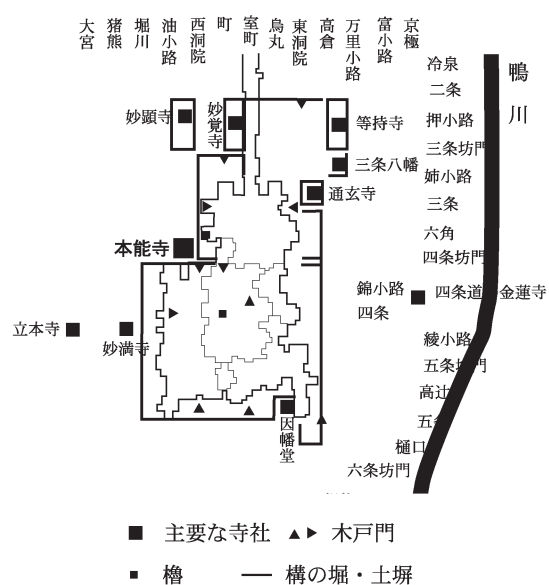 大宮
猪熊
堀川
油小路
西洞院
町
室町
烏丸
東洞院
高倉
万里小路
富小路
京極
冷泉
二条
押小路
三条坊門
姉小路
三条
六角
四条坊門
錦小路
四条
綾小路
五条坊門
高辻
五条
樋口
六条坊門
鴨川
妙顕寺
妙覚寺
等持寺
三条八幡
通玄寺
本能寺
四条道 金蓮寺
立本寺
妙満寺
因幡堂
主要な寺社
木戸門
櫓
構の堀・土塀